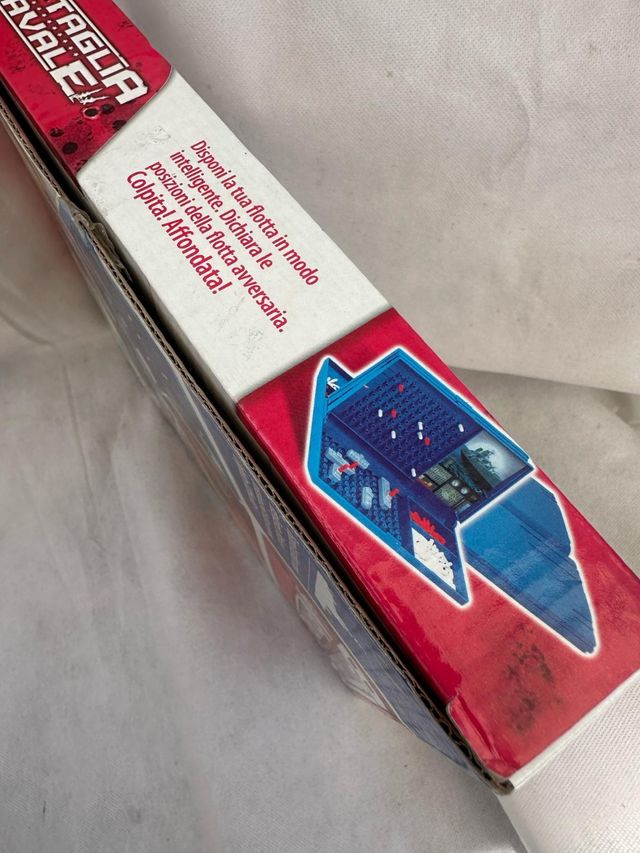 TAGLIA
AVALE
Disponi la tua flotta in modo
intelligente. Dichiara le
posizioni della flotta avversaria.
Colpita! Affondata!